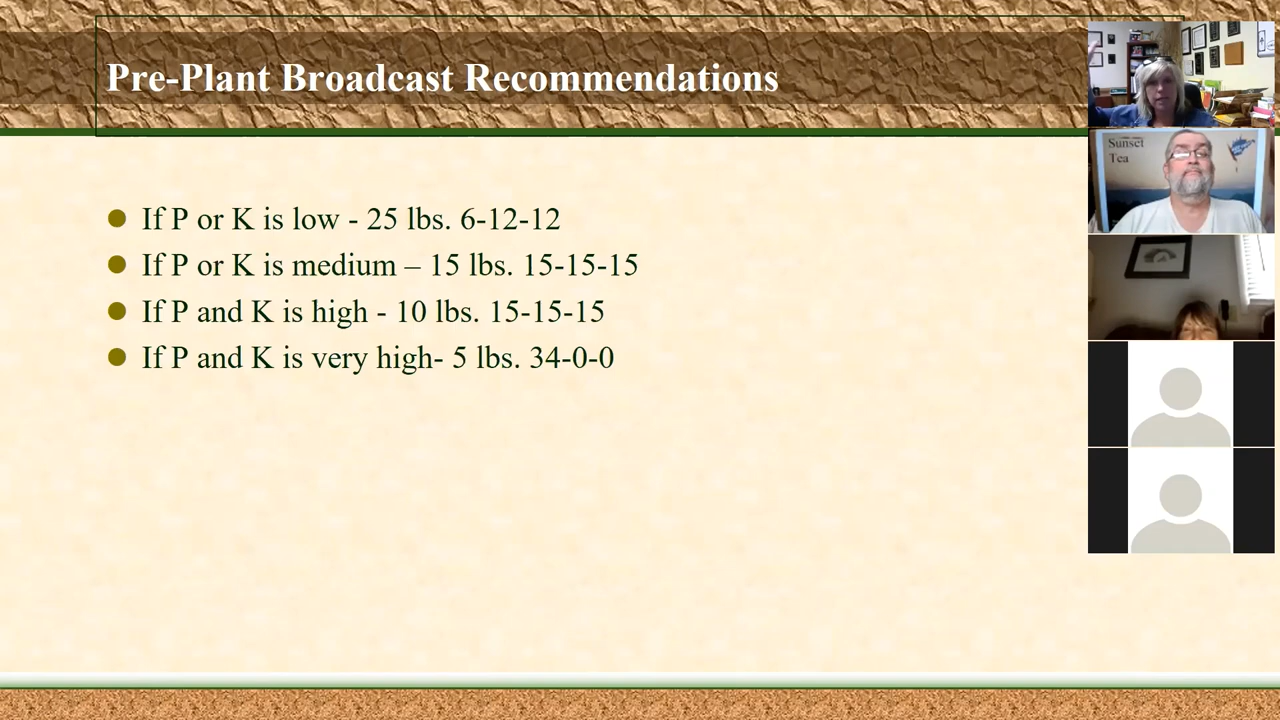 Pre-Plant Broadcast Recommendations
If P or K is low - 25 lbs. 6-12-12
If P or K is medium – 15 lbs. 15-15-15
If P and K is high - 10 lbs. 15-15-15
If P and K is very high- 5 lbs. 34-0-0
Sunset
Tea